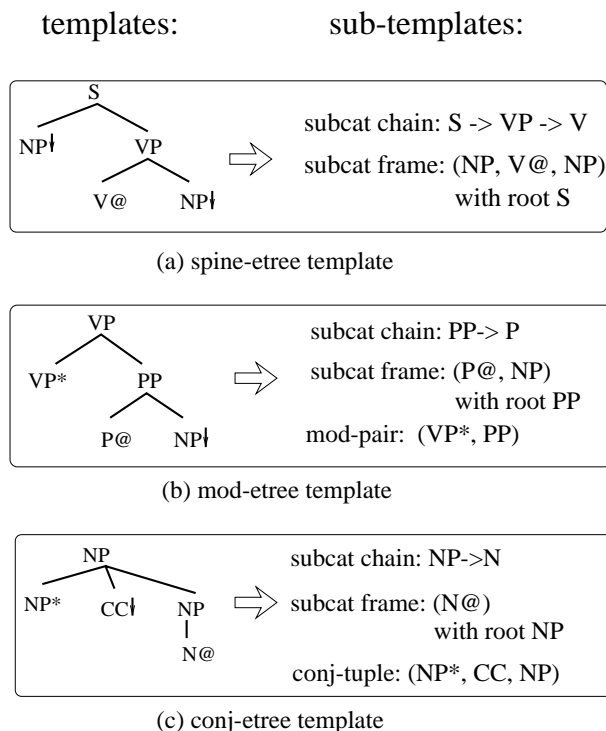 templates: sub-templates:
S
NP↓ VP
V@ NP↓
subcat chain: S -> VP -> V
subcat frame: (NP, V@, NP)
with root S
(a) spine-etree template
VP
VP* PP
P@ NP↓
subcat chain: PP-> P
subcat frame: (P@, NP)
with root PP
mod-pair: (VP*, PP)
(b) mod-etree template
NP
NP* CC↓ NP
N@
subcat chain: NP->N
subcat frame: (N@)
with root NP
conj-tuple: (NP*, CC, NP)
(c) conj-etree template